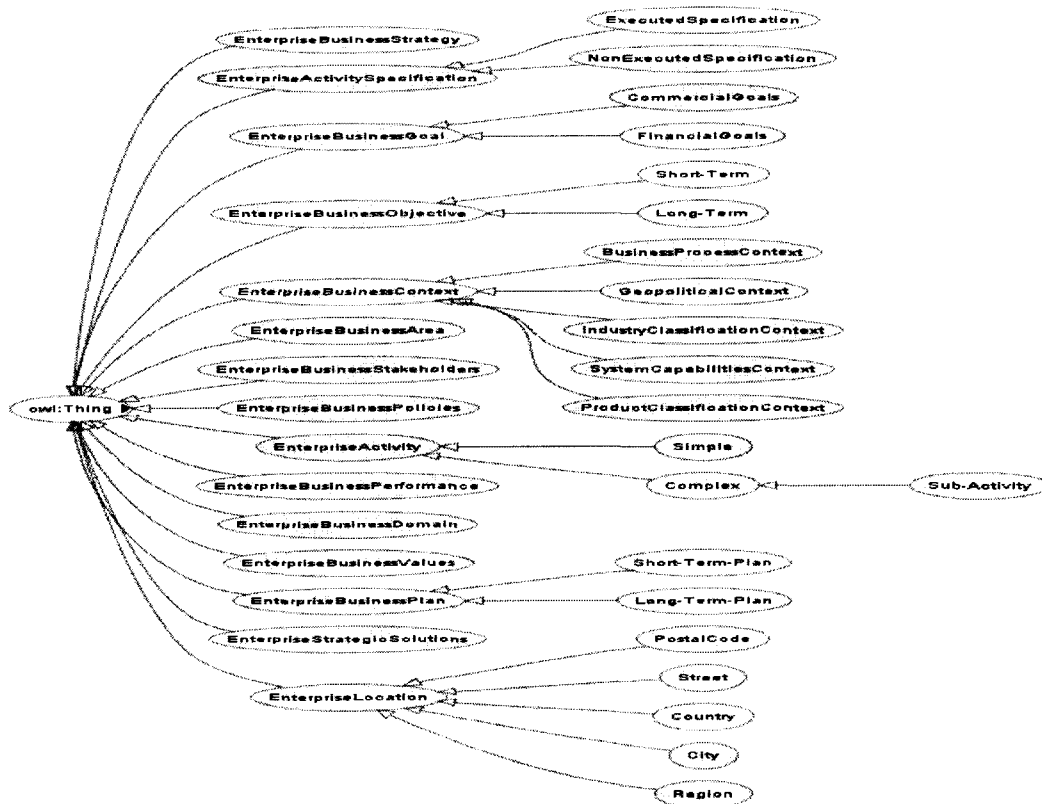 ExecutedSpecification
EnterpriseBusinessStrategy
NonExecutedSpecification
EnterpriseActivitySpecification
CommercialGoals
EnterpriseBusinessGoal
FinancialGoals
Short-Term
EnterpriseBusinessObjective
Long-Term
BusinessProcessContext
EnterpriseBusinessContext
GeopoliticalContext
EnterpriseBusinessArea
IndustryClassificationContext
EnterpriseBusinessStakeholders
SystemCapabilitiesContext
owl:Thing
EnterpriseBusinessPolicies
ProductClassificationContext
EnterpriseActivity
Simple
EnterpriseBusinessPerformance
Complex
Sub-Activity
EnterpriseBusinessDomain
EnterpriseBusinessValues
Short-Term-Plan
EnterpriseBusinessPlan
Long-Term-Plan
EnterpriseStrategicSolutions
PostalCode
Street
EnterpriseLocation
Country
City
Region